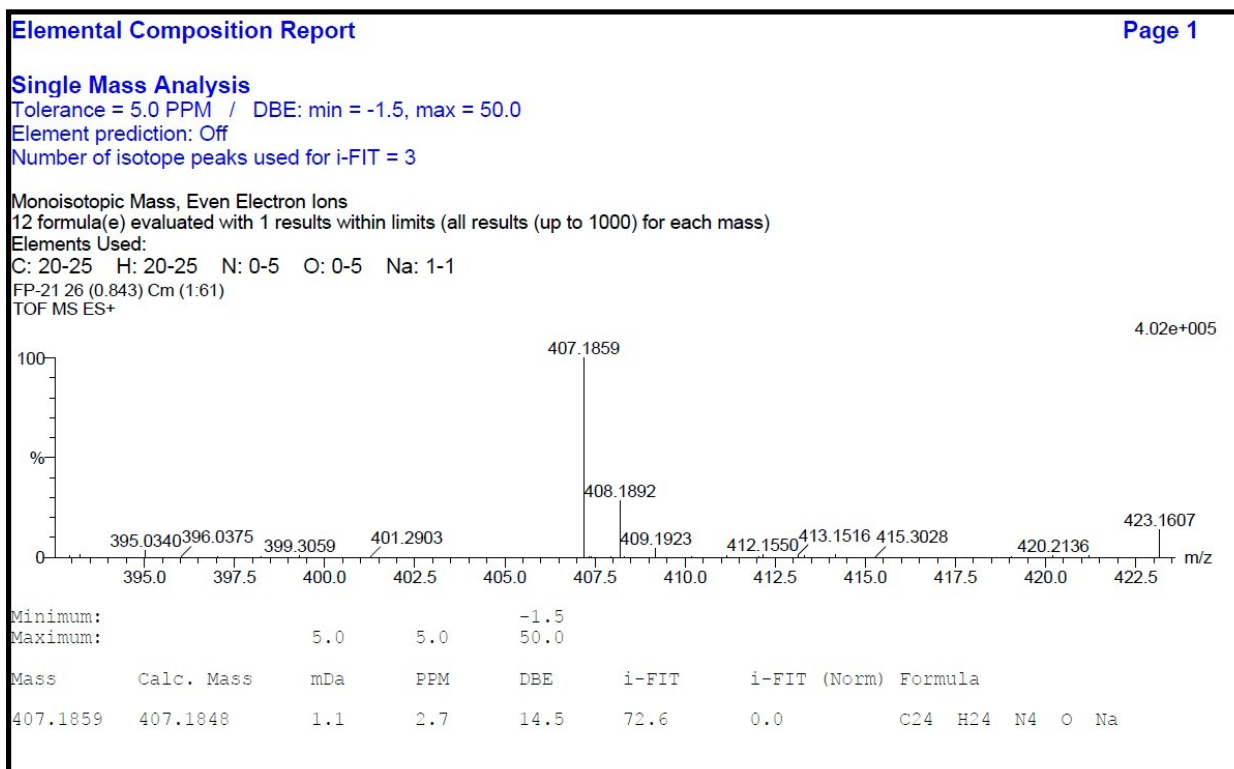 Elemental Composition Report Page 1
Single Mass Analysis
Tolerance = 5.0 PPM / DBE: min = -1.5, max = 50.0
Element prediction: Off
Number of isotope peaks used for i-FIT = 3
Monoisotopic Mass, Even Electron Ions
12 formula(e) evaluated with 1 results within limits (all results (up to 1000) for each mass)
Elements Used:
C: 20-25 H: 20-25 N: 0-5 O: 0-5 Na: 1-1
FP-21 26 (0.843) Cm (1:61)
TOF MS ES+
4.02e+005
407.1859
100
%
408.1892
423.1607
395.0340 396.0375 399.3059 401.2903 409.1923 412.1550 413.1516 415.3028 420.2136
0
m/z
395.0 397.5 400.0 402.5 405.0 407.5 410.0 412.5 415.0 417.5 420.0 422.5
Minimum: -1.5
Maximum: 5.0 5.0 50.0
Mass Calc. Mass mDa PPM DBE i-FIT i-FIT (Norm) Formula
407.1859 407.1848 1.1 2.7 14.5 72.6 0.0 C24 H24 N4 O Na